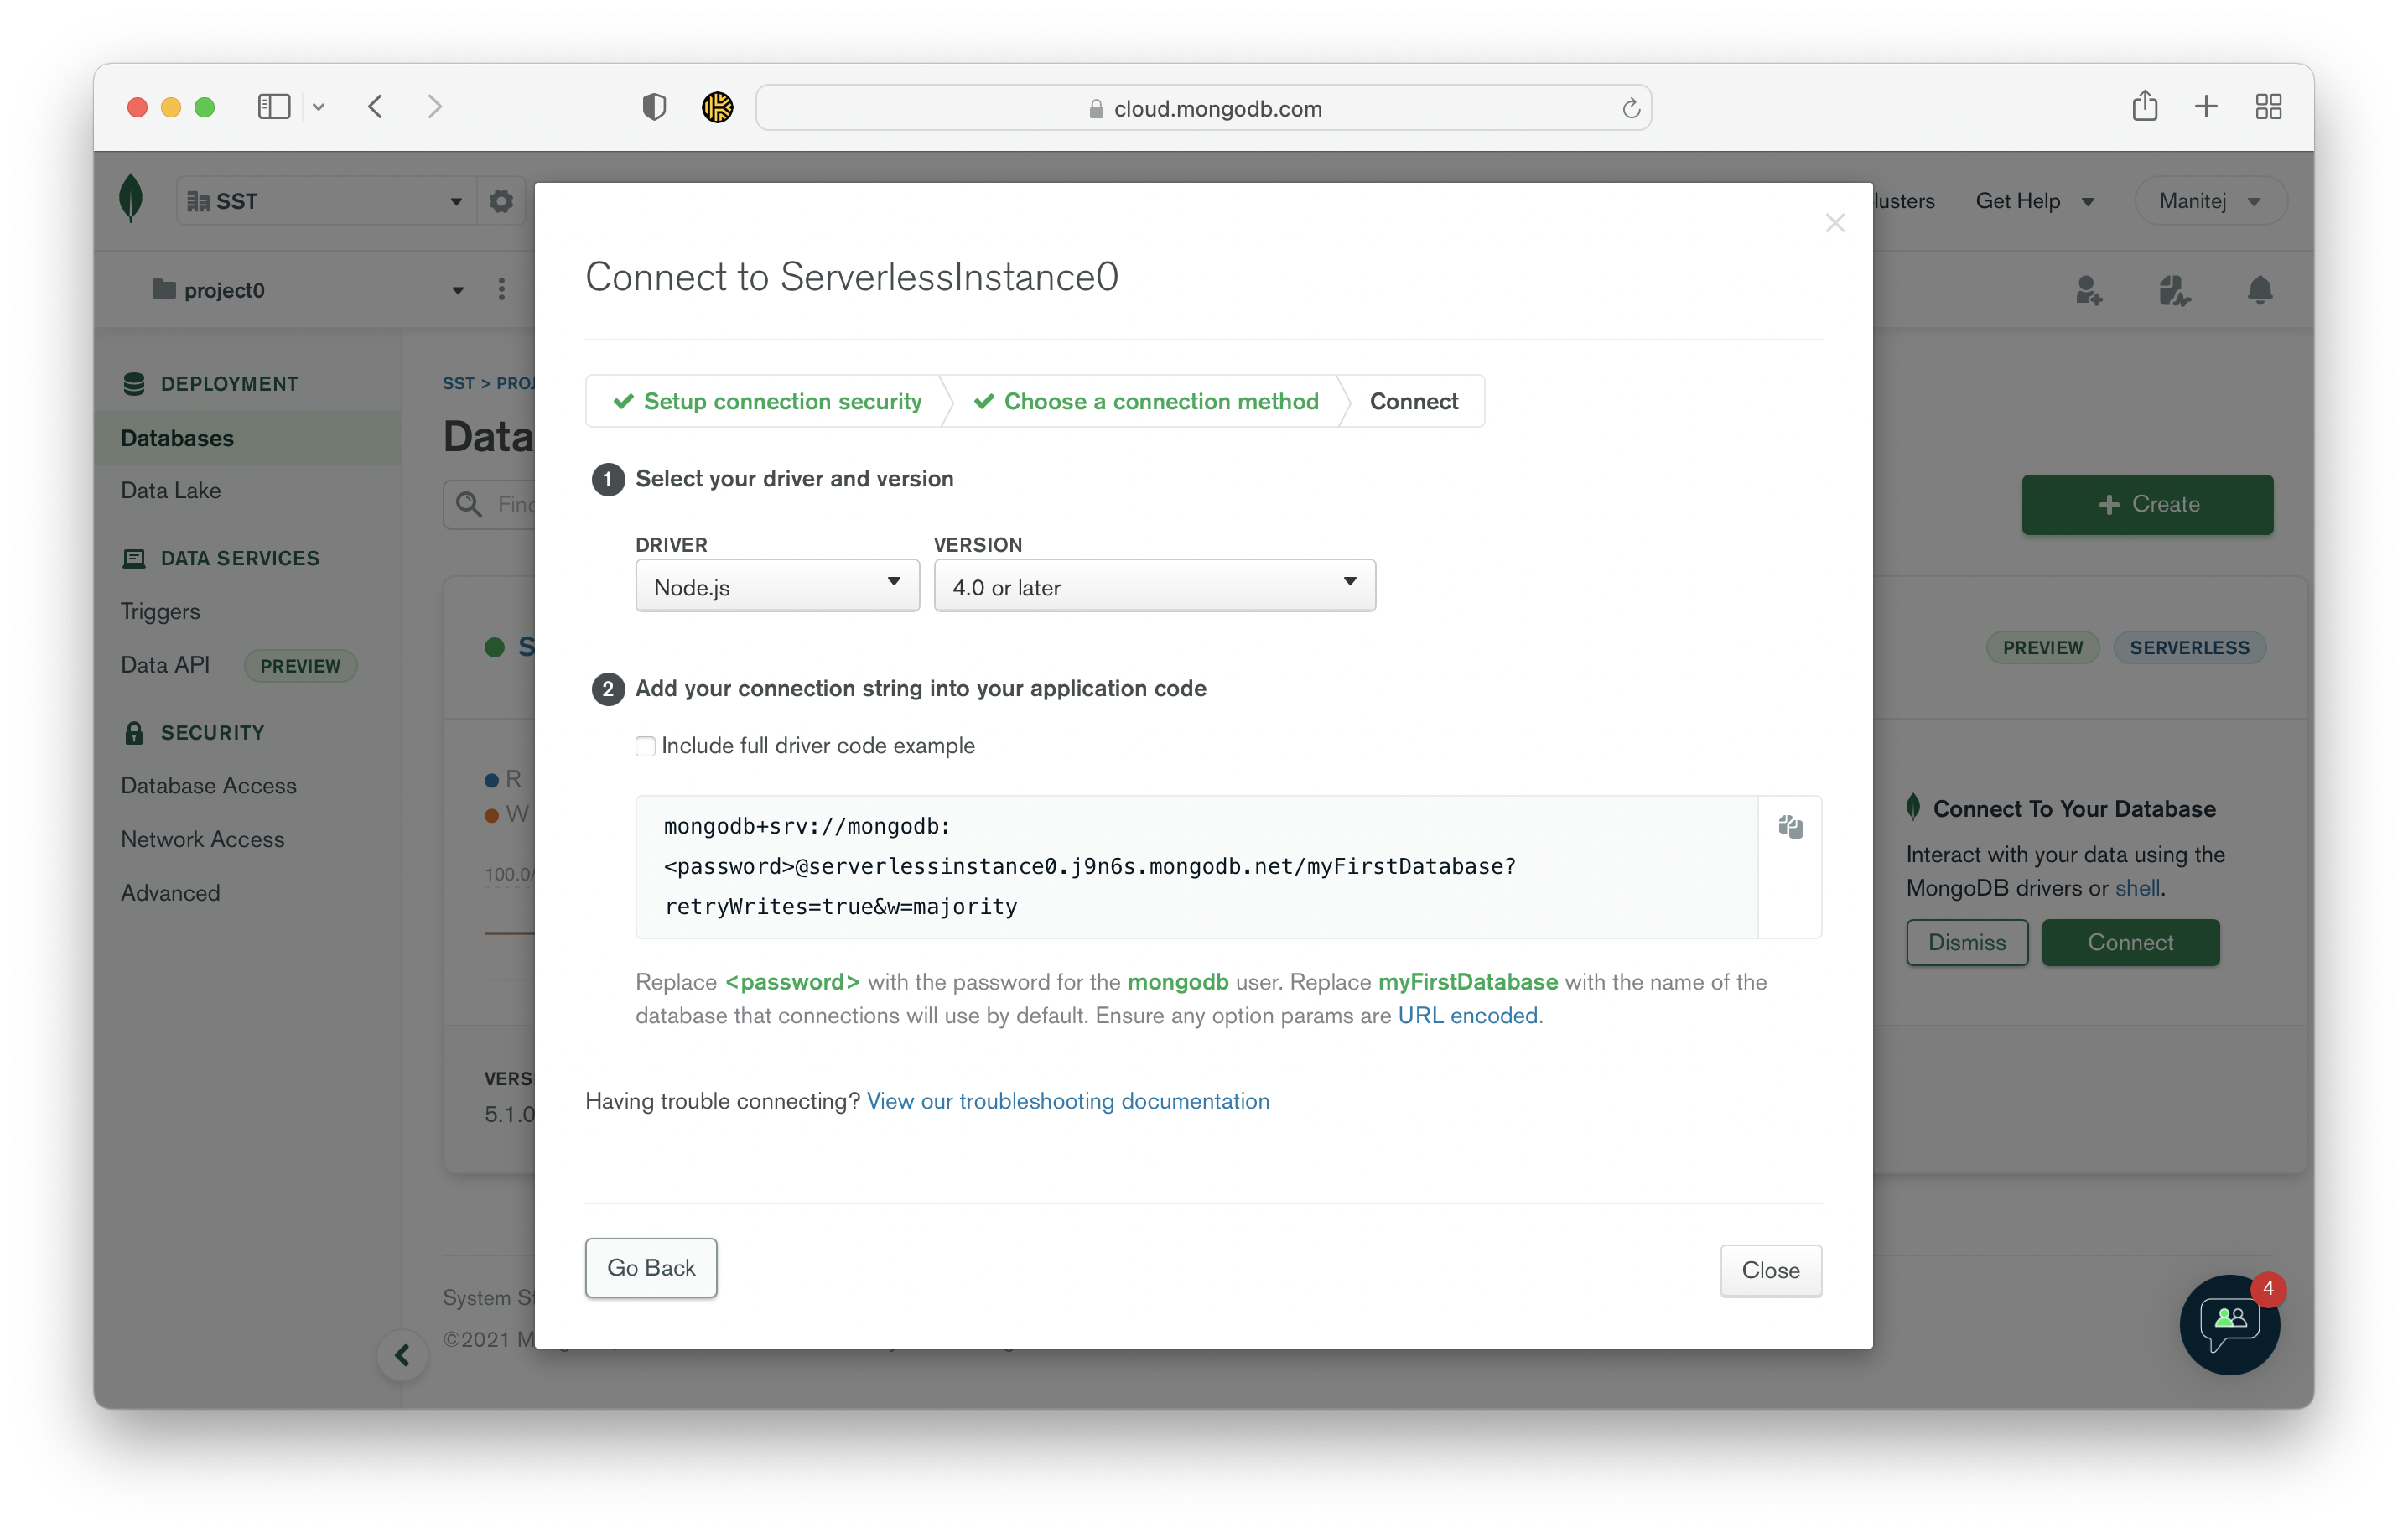 cloud.mongodb.com
SST
lusters
Get Help
Manitej
project0
DEPLOYMENT
Databases
Data Lake
DATA SERVICES
Triggers
Data API PREVIEW
SECURITY
Database Access
Network Access
Advanced
SST > PROJ
Data
Find
S
R
W
100.0/
VERS
5.1.0
System St
©2021 M
Connect to ServerlessInstance0
Setup connection security
Choose a connection method
Connect
1 Select your driver and version
DRIVER VERSION
Node.js 4.0 or later
2 Add your connection string into your application code
Include full driver code example
mongodb+srv://mongodb:
<password>@serverlessinstance0.j9n6s.mongodb.net/myFirstDatabase?
retryWrites=true&w=majority
Replace <password> with the password for the mongodb user. Replace myFirstDatabase with the name of the
database that connections will use by default. Ensure any option params are URL encoded.
Having trouble connecting? View our troubleshooting documentation
Go Back
Close
+ Create
PREVIEW SERVERLESS
Connect To Your Database
Interact with your data using the
MongoDB drivers or shell.
Dismiss Connect
4